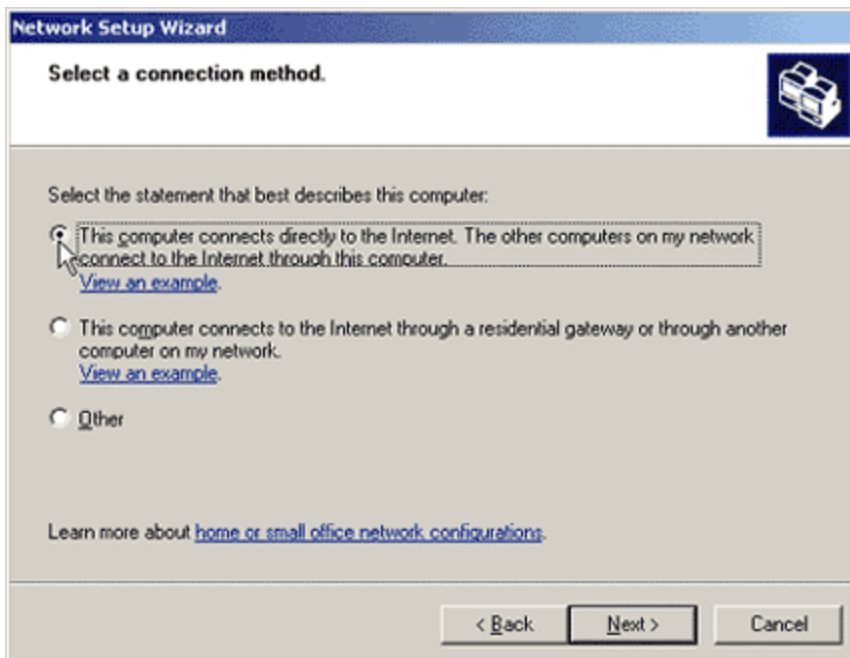 Network Setup Wizard
Select a connection method.
Select the statement that best describes this computer:
This computer connects directly to the Internet. The other computers on my network
connect to the Internet through this computer.
View an example.
This computer connects to the Internet through a residential gateway or through another
computer on my network.
View an example.
Other
Learn more about home or small office network configurations.
< Back Next > Cancel